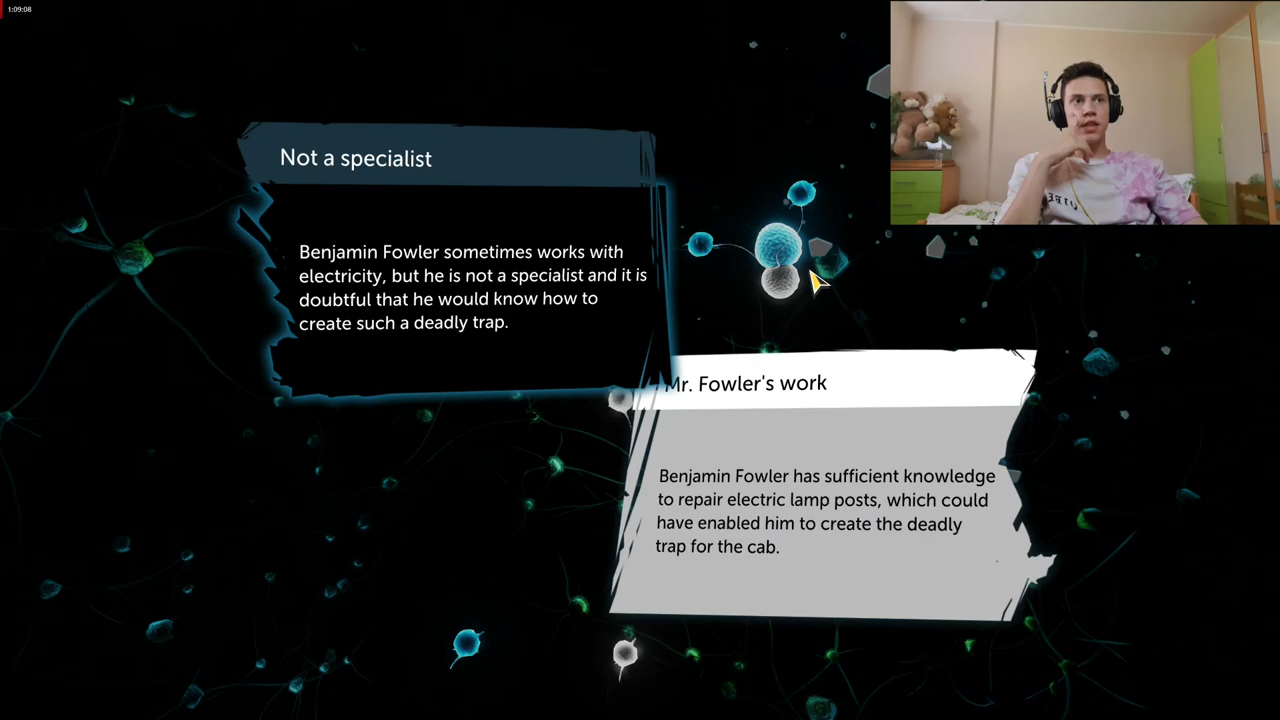 1:09:08
Not a specialist
Benjamin Fowler sometimes works with
electricity, but he is not a specialist and it is
doubtful that he would know how to
create such a deadly trap.
Mr. Fowler's work
Benjamin Fowler has sufficient knowledge
to repair electric lamp posts, which could
have enabled him to create the deadly
trap for the cab.